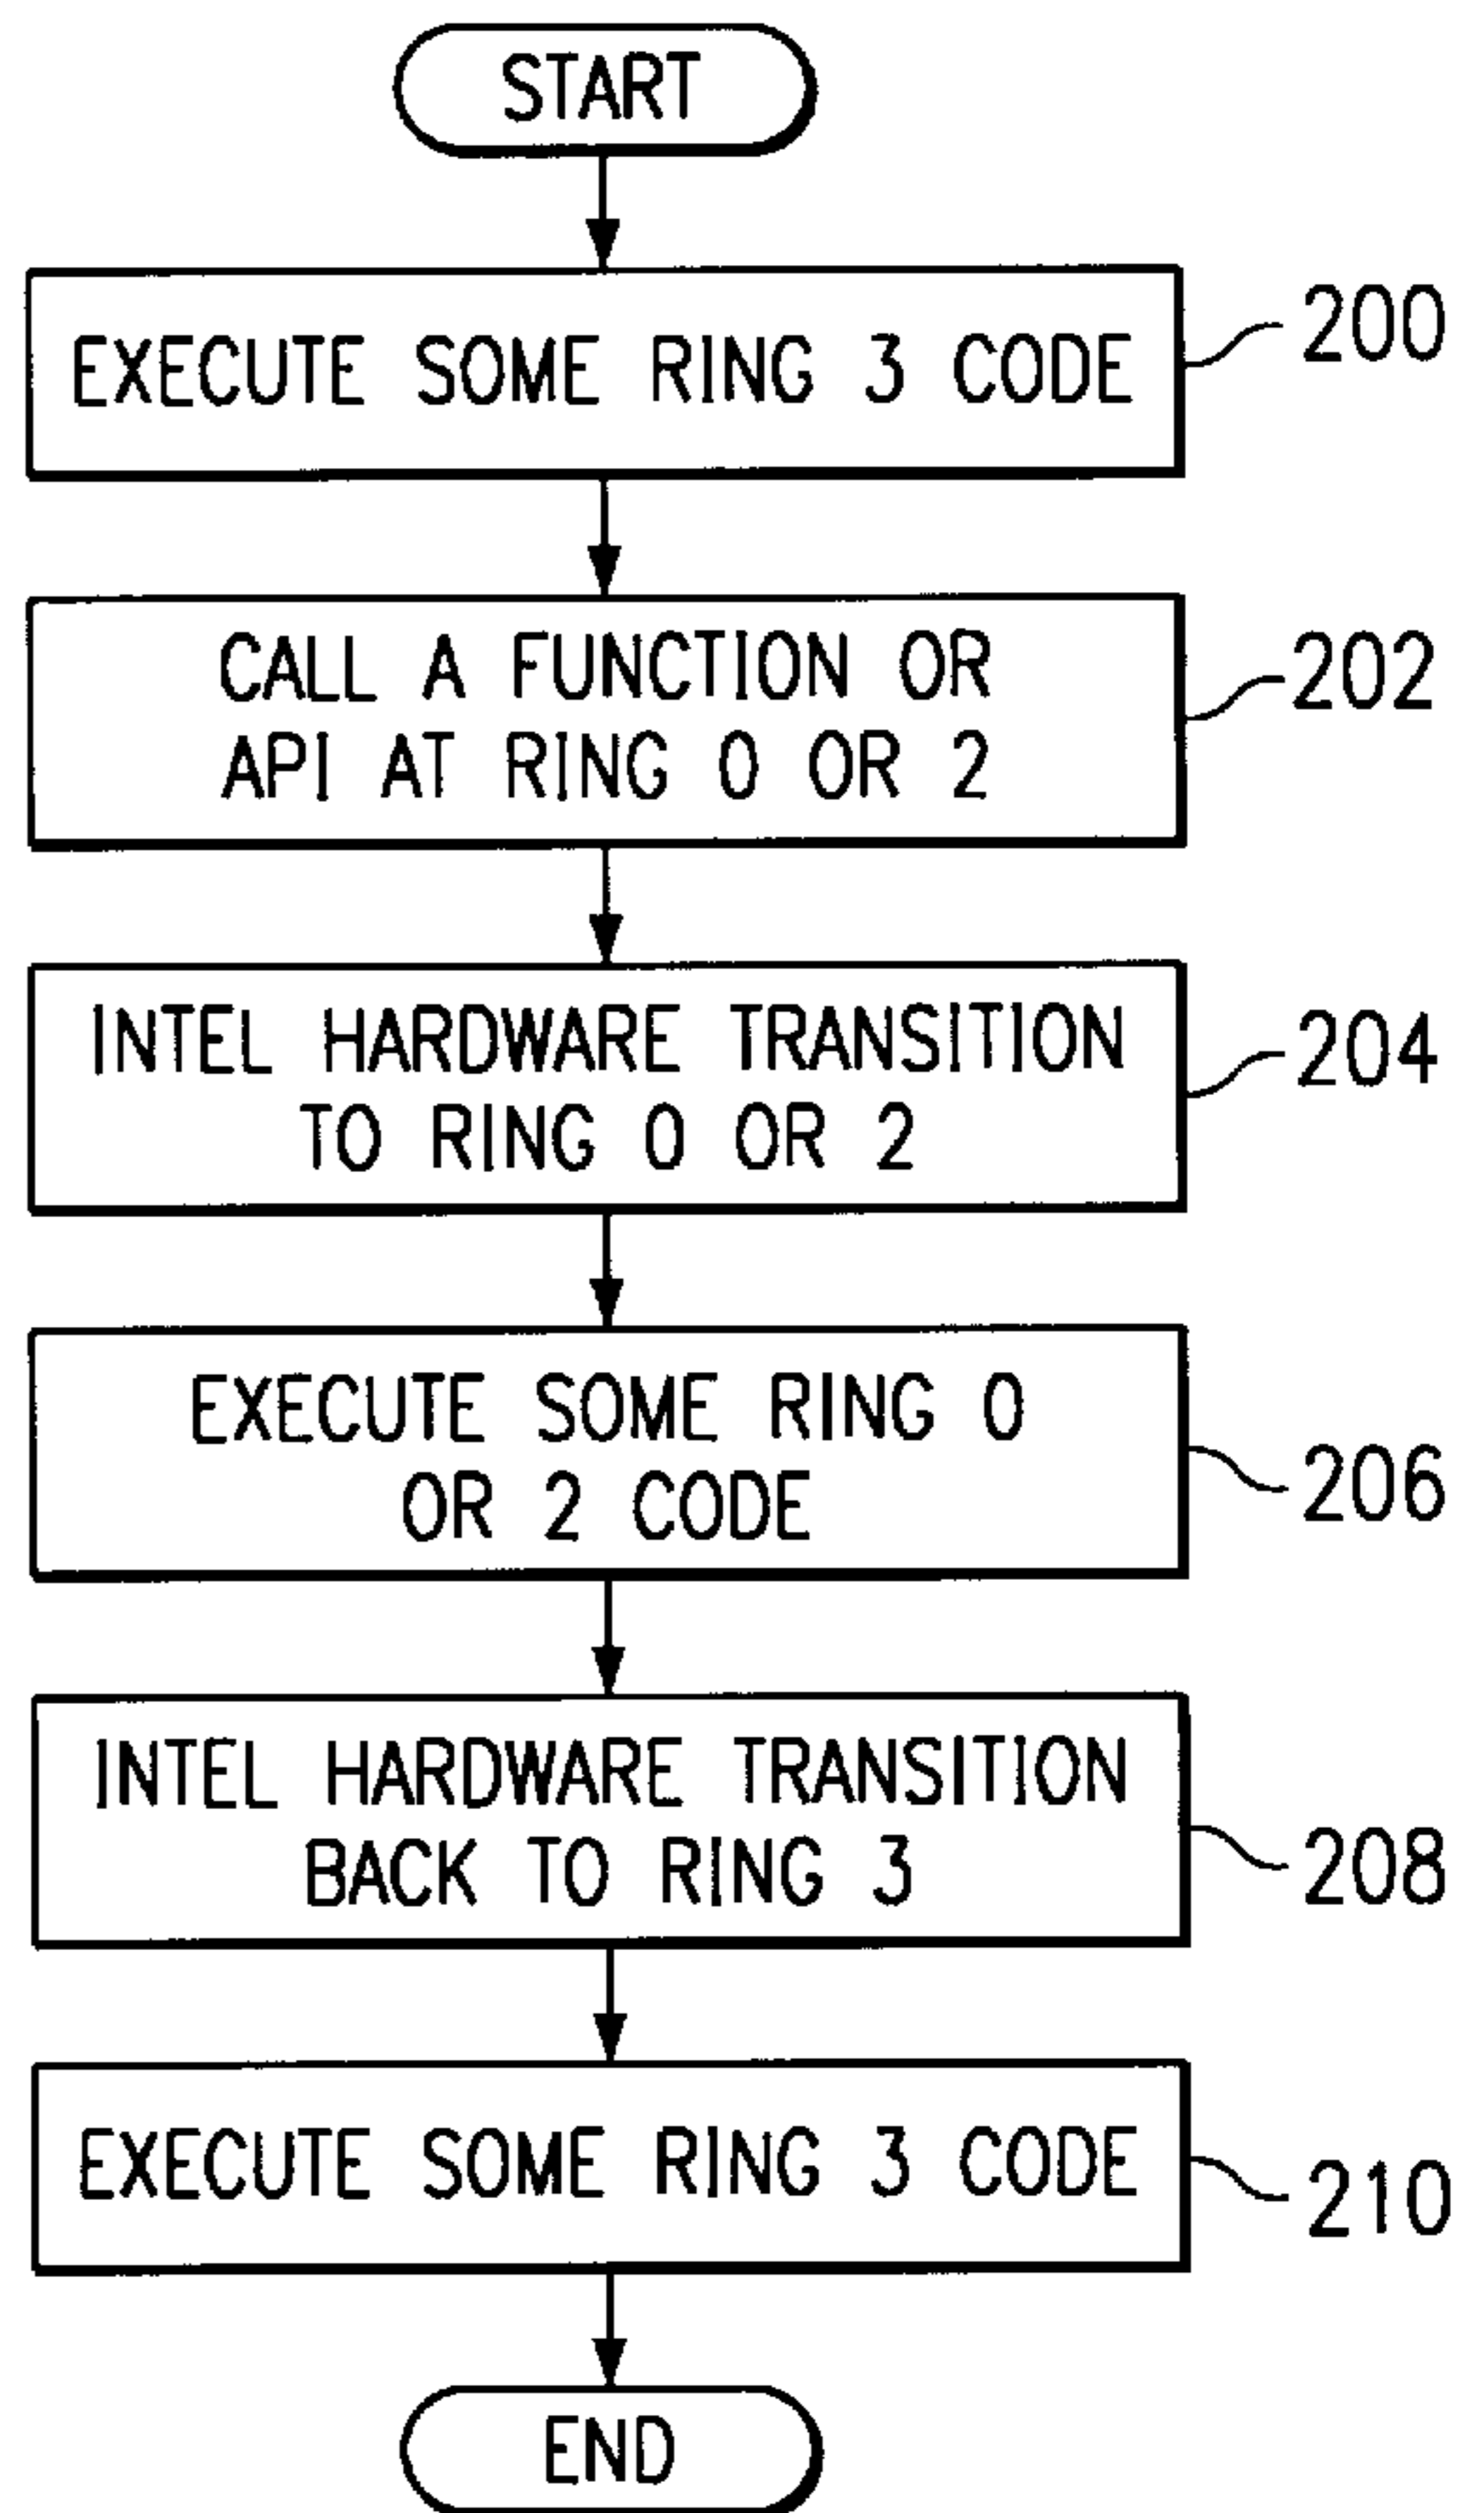 START
EXECUTE SOME RING 3 CODE
200
CALL A FUNCTION OR
API AT RING 0 OR 2
202
INTEL HARDWARE TRANSITION
TO RING 0 OR 2
204
EXECUTE SOME RING 0
OR 2 CODE
206
INTEL HARDWARE TRANSITION
BACK TO RING 3
208
EXECUTE SOME RING 3 CODE
210
END